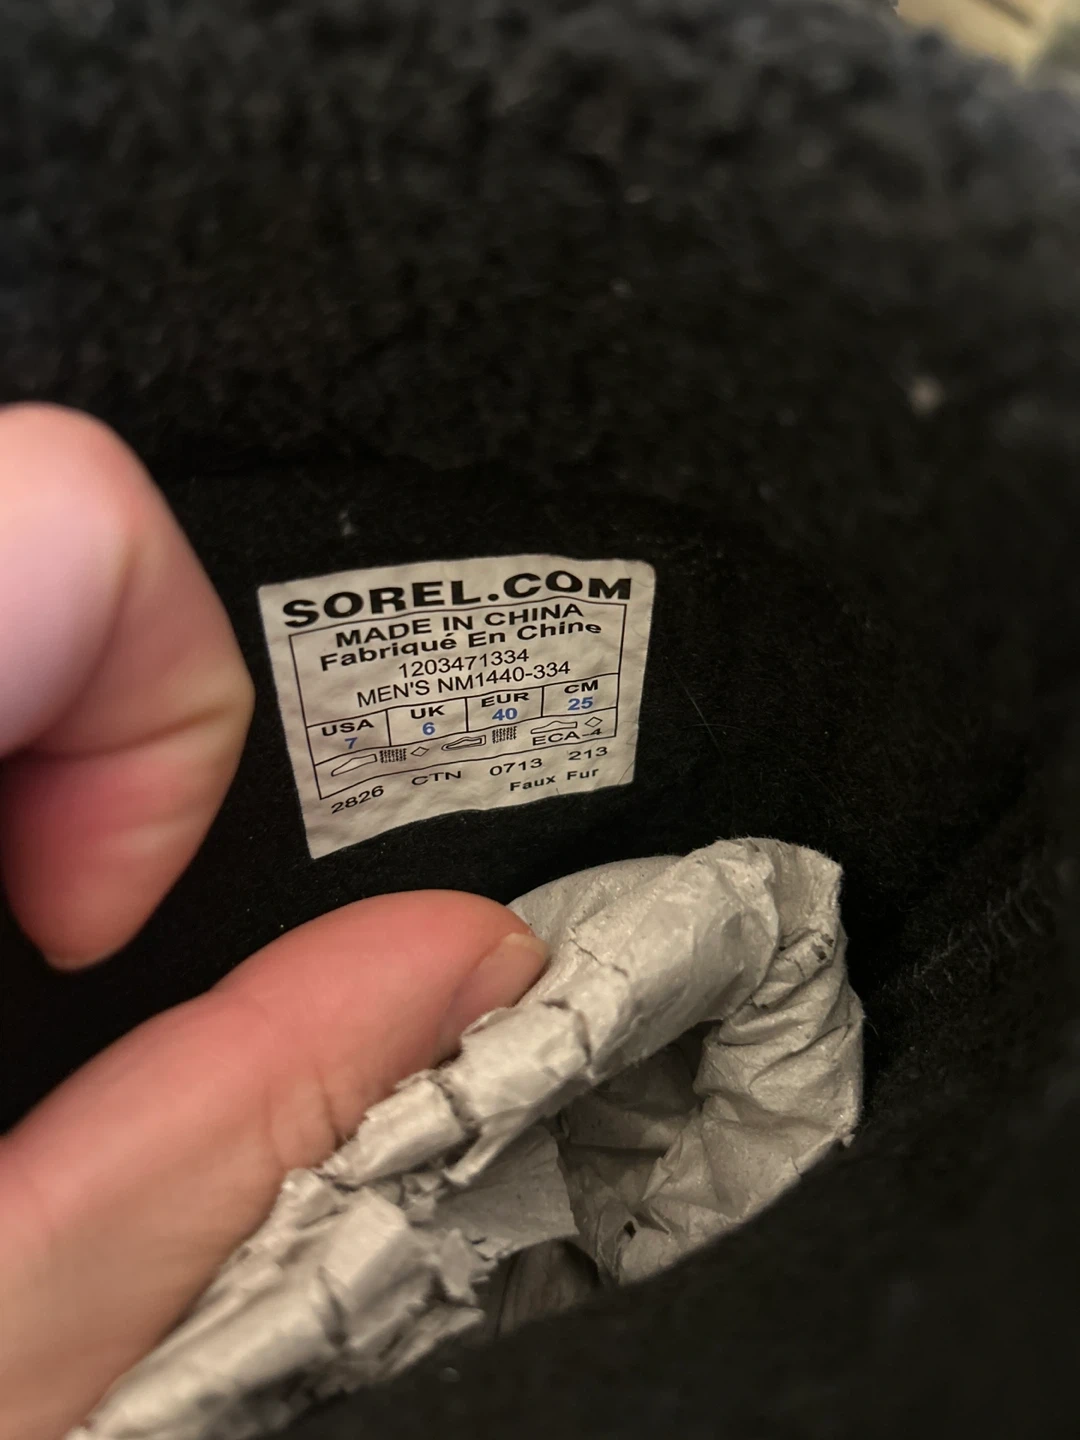 SOREL.COM
MADE IN CHINA
Fabriqué En Chine
1203471334
MEN'S NM1440-334
USA UK EUR CM
7 6 40 25
ECA-4
2826 CTN 0713 213
Faux Fur